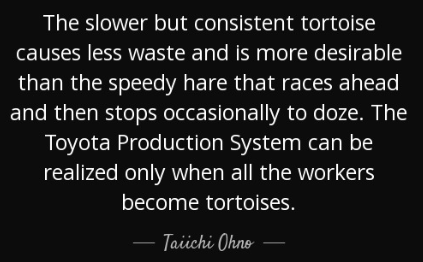 The slower but consistent tortoise
causes less waste and is more desirable
than the speedy hare that races ahead
and then stops occasionally to doze. The
Toyota Production System can be
realized only when all the workers
become tortoises.
— Taiichi Ohno —